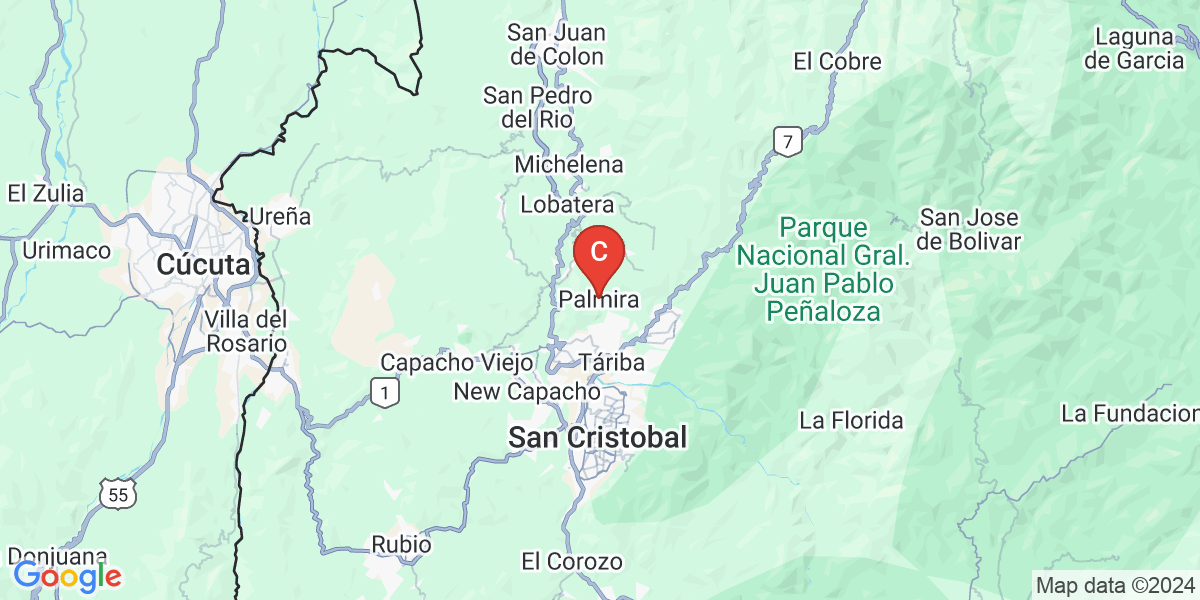 San Juan
de Colon
El Cobre
Laguna
de Garcia
San Pedro
del Rio
7
Michelena
El Zulia
Lobatera
Ureña
San Jose
de Bolivar
Parque
Nacional Gral.
Juan Pablo
Peñaloza
Urimaco
C
Cúcuta
Palmira
Villa del
Rosario
Capacho Viejo
Táriba
1
New Capacho
La Florida
La Fundacion
San Cristobal
55
Rubio
Donjuana
El Corozo
Google
Map data ©2024